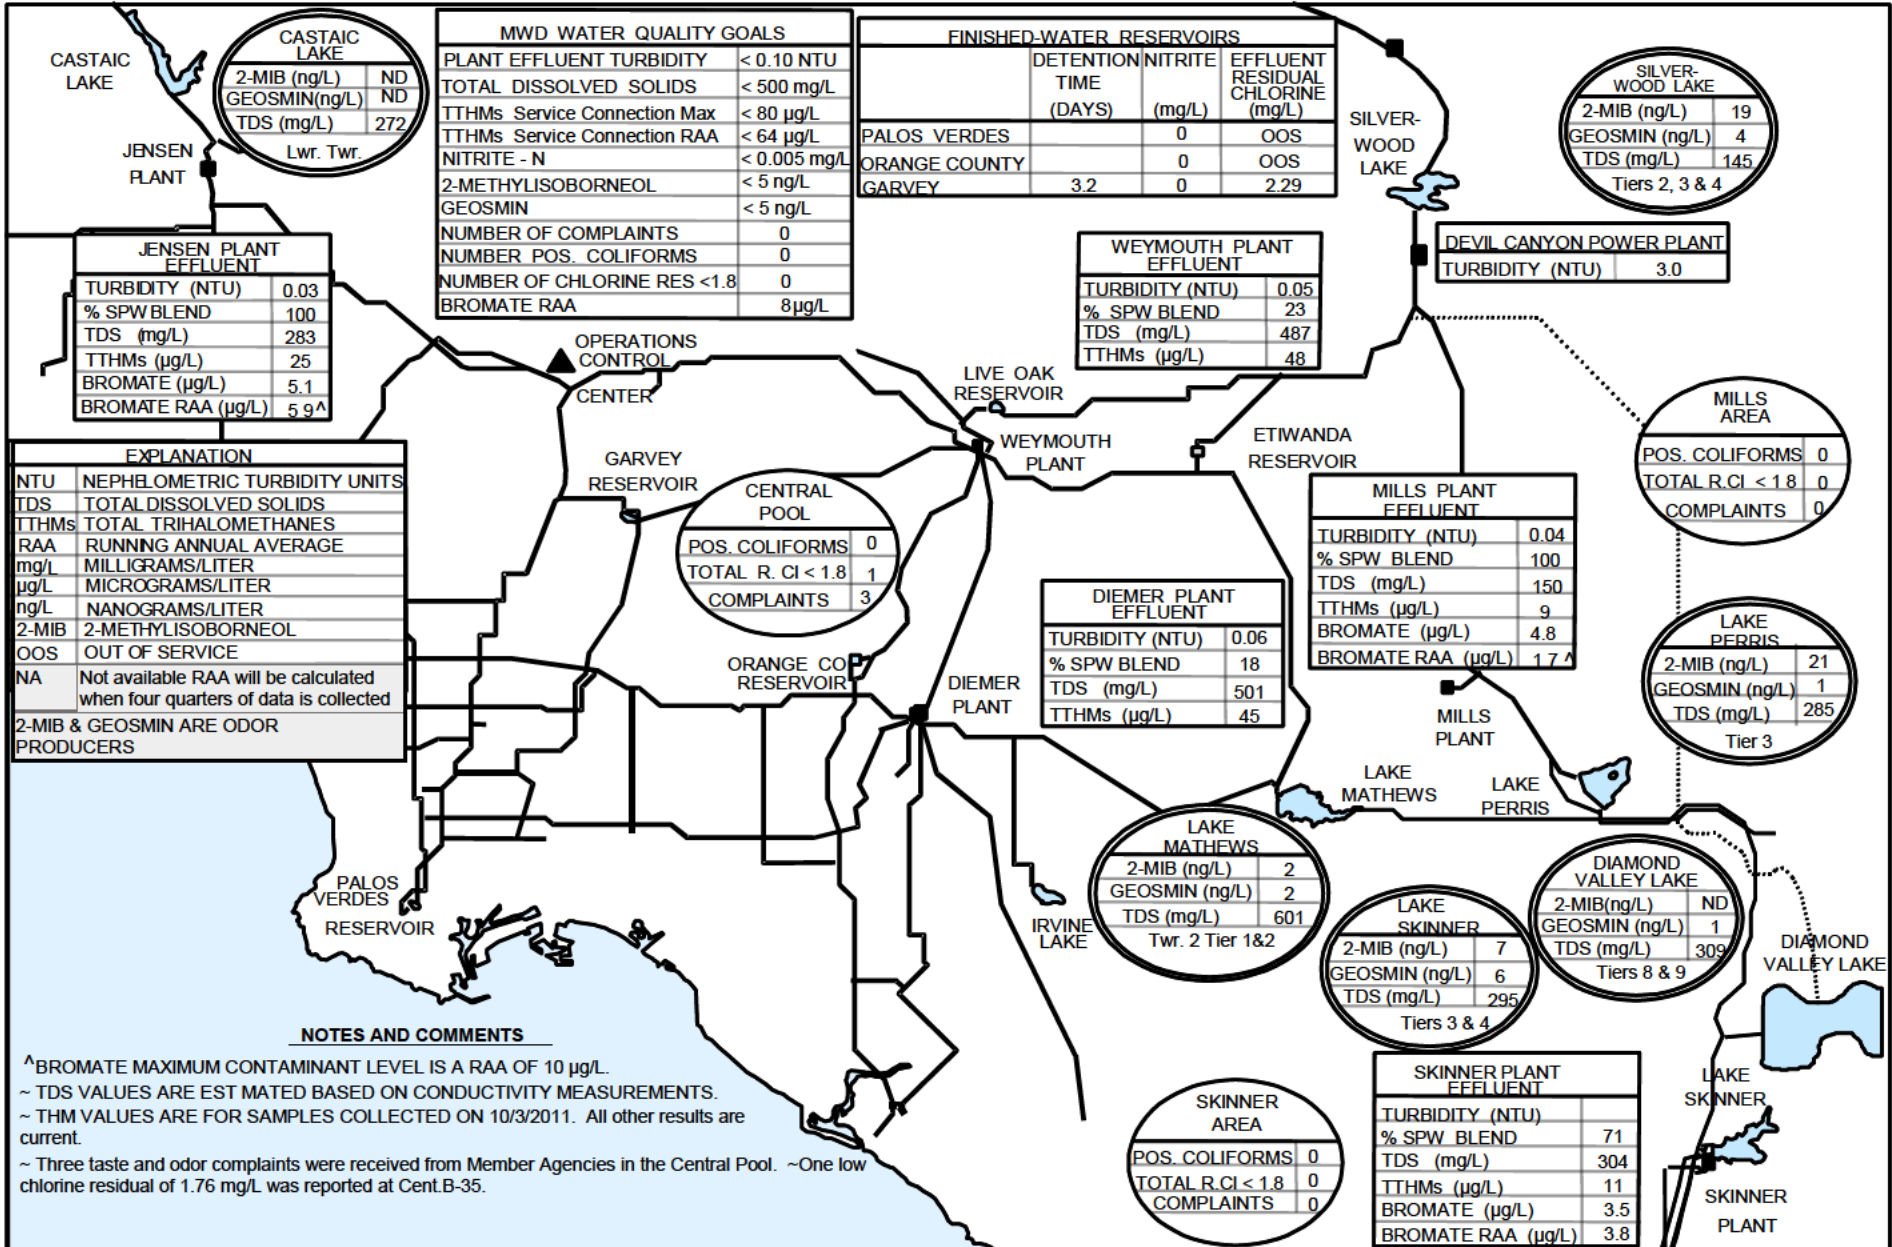 CASTAIC
LAKE
CASTAIC
LAKE
2-MIB (ng/L) ND
GEOSMIN(ng/L) ND
TDS (mg/L) 272
Lwr. Twr.
JENSEN
PLANT
MWD WATER QUALITY GOALS
PLANT EFFLUENT TURBIDITY < 0.10 NTU
TOTAL DISSOLVED SOLIDS < 500 mg/L
TTHMs Service Connection Max < 80 µg/L
TTHMs Service Connection RAA < 64 µg/L
NITRITE - N < 0.005 mg/L
2-METHYLISOBORNEOL < 5 ng/L
GEOSMIN < 5 ng/L
NUMBER OF COMPLAINTS 0
NUMBER POS. COLIFORMS 0
NUMBER OF CHLORINE RES <1.8 0
BROMATE RAA 8µg/L
FINISHED-WATER RESERVOIRS
DETENTION NITRITE EFFLUENT
TIME RESIDUAL
CHLORINE
(DAYS) (mg/L) (mg/L)
PALOS VERDES 0 OOS
ORANGE COUNTY 0 OOS
GARVEY 3.2 0 2.29
SILVER-
WOOD
LAKE
SILVER-
WOOD LAKE
2-MIB (ng/L) 19
GEOSMIN (ng/L) 4
TDS (mg/L) 145
Tiers 2, 3 & 4
DEVIL CANYON POWER PLANT
TURBIDITY (NTU) 3.0
JENSEN PLANT
EFFLUENT
TURBIDITY (NTU) 0.03
% SPW BLEND 100
TDS (mg/L) 283
TTHMs (µg/L) 25
BROMATE (µg/L) 5.1
BROMATE RAA (µg/L) 5 9^
WEYMOUTH PLANT
EFFLUENT
TURBIDITY (NTU) 0.05
% SPW BLEND 23
TDS (mg/L) 487
TTHMs (µg/L) 48
OPERATIONS
CONTROL
CENTER
LIVE OAK
RESERVOIR
WEYMOUTH
PLANT
ETIWANDA
RESERVOIR
MILLS
AREA
POS. COLIFORMS 0
TOTAL R.Cl < 1 8 0
COMPLAINTS 0
EXPLANATION
NTU NEPHELOMETRIC TURBIDITY UNITS
TDS TOTAL DISSOLVED SOLIDS
TTHMs TOTAL TRIHALOMETHANES
RAA RUNNING ANNUAL AVERAGE
mg/L MILLIGRAMS/LITER
µg/L MICROGRAMS/LITER
ng/L NANOGRAMS/LITER
2-MIB 2-METHYLISOBORNEOL
OOS OUT OF SERVICE
NA Not available RAA will be calculated
when four quarters of data is collected
2-MIB & GEOSMIN ARE ODOR
PRODUCERS
GARVEY
RESERVOIR
CENTRAL
POOL
POS. COLIFORMS 0
TOTAL R. Cl < 1.8 1
COMPLAINTS 3
MILLS PLANT
EFFLUENT
TURBIDITY (NTU) 0.04
% SPW BLEND 100
TDS (mg/L) 150
TTHMs (µg/L) 9
BROMATE (µg/L) 4.8
BROMATE RAA (µg/L) 1 7 ^
DIEMER PLANT
EFFLUENT
TURBIDITY (NTU) 0.06
% SPW BLEND 18
TDS (mg/L) 501
TTHMs (µg/L) 45
LAKE
PERRIS
2-MIB (ng/L) 21
GEOSMIN (ng/L) 1
TDS (mg/L) 285
Tier 3
ORANGE CO
RESERVOIR
DIEMER
PLANT
MILLS
PLANT
LAKE
MATHEWS
LAKE
PERRIS
LAKE
MATHEWS
2-MIB (ng/L) 2
GEOSMIN (ng/L) 2
TDS (mg/L) 601
Twr. 2 Tier 1&2
DIAMOND
VALLEY LAKE
2-MIB(ng/L) ND
GEOSMIN (ng/L) 1
TDS (mg/L) 309
Tiers 8 & 9
LAKE
SKINNER
2-MIB (ng/L) 7
GEOSMIN (ng/L) 6
TDS (mg/L) 295
Tiers 3 & 4
PALOS
VERDES
RESERVOIR
IRVINE
LAKE
DIAMOND
VALLEY LAKE
NOTES AND COMMENTS
^BROMATE MAXIMUM CONTAMINANT LEVEL IS A RAA OF 10 µg/L.
~ TDS VALUES ARE EST MATED BASED ON CONDUCTIVITY MEASUREMENTS.
~ THM VALUES ARE FOR SAMPLES COLLECTED ON 10/3/2011. All other results are
current.
~ Three taste and odor complaints were received from Member Agencies in the Central Pool. ~One low
chlorine residual of 1.76 mg/L was reported at Cent.B-35.
SKINNER
AREA
POS. COLIFORMS 0
TOTAL R.Cl < 1.8 0
COMPLAINTS 0
SKINNER PLANT
EFFLUENT
TURBIDITY (NTU)
% SPW BLEND 71
TDS (mg/L) 304
TTHMs (µg/L) 11
BROMATE (µg/L) 3.5
BROMATE RAA (µg/L) 3.8
LAKE
SKINNER
SKINNER
PLANT